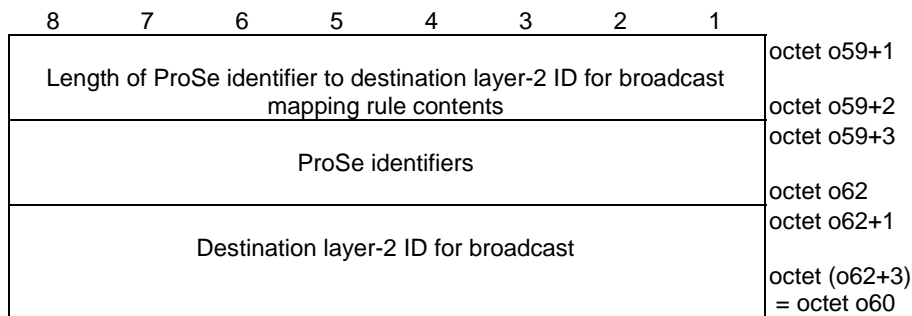 8 7 6 5 4 3 2 1
Length of ProSe identifier to destination layer-2 ID for broadcast
mapping rule contents
octet o59+1
octet o59+2
ProSe identifiers
octet o59+3
octet o62
Destination layer-2 ID for broadcast
octet o62+1
octet (o62+3)
= octet o60